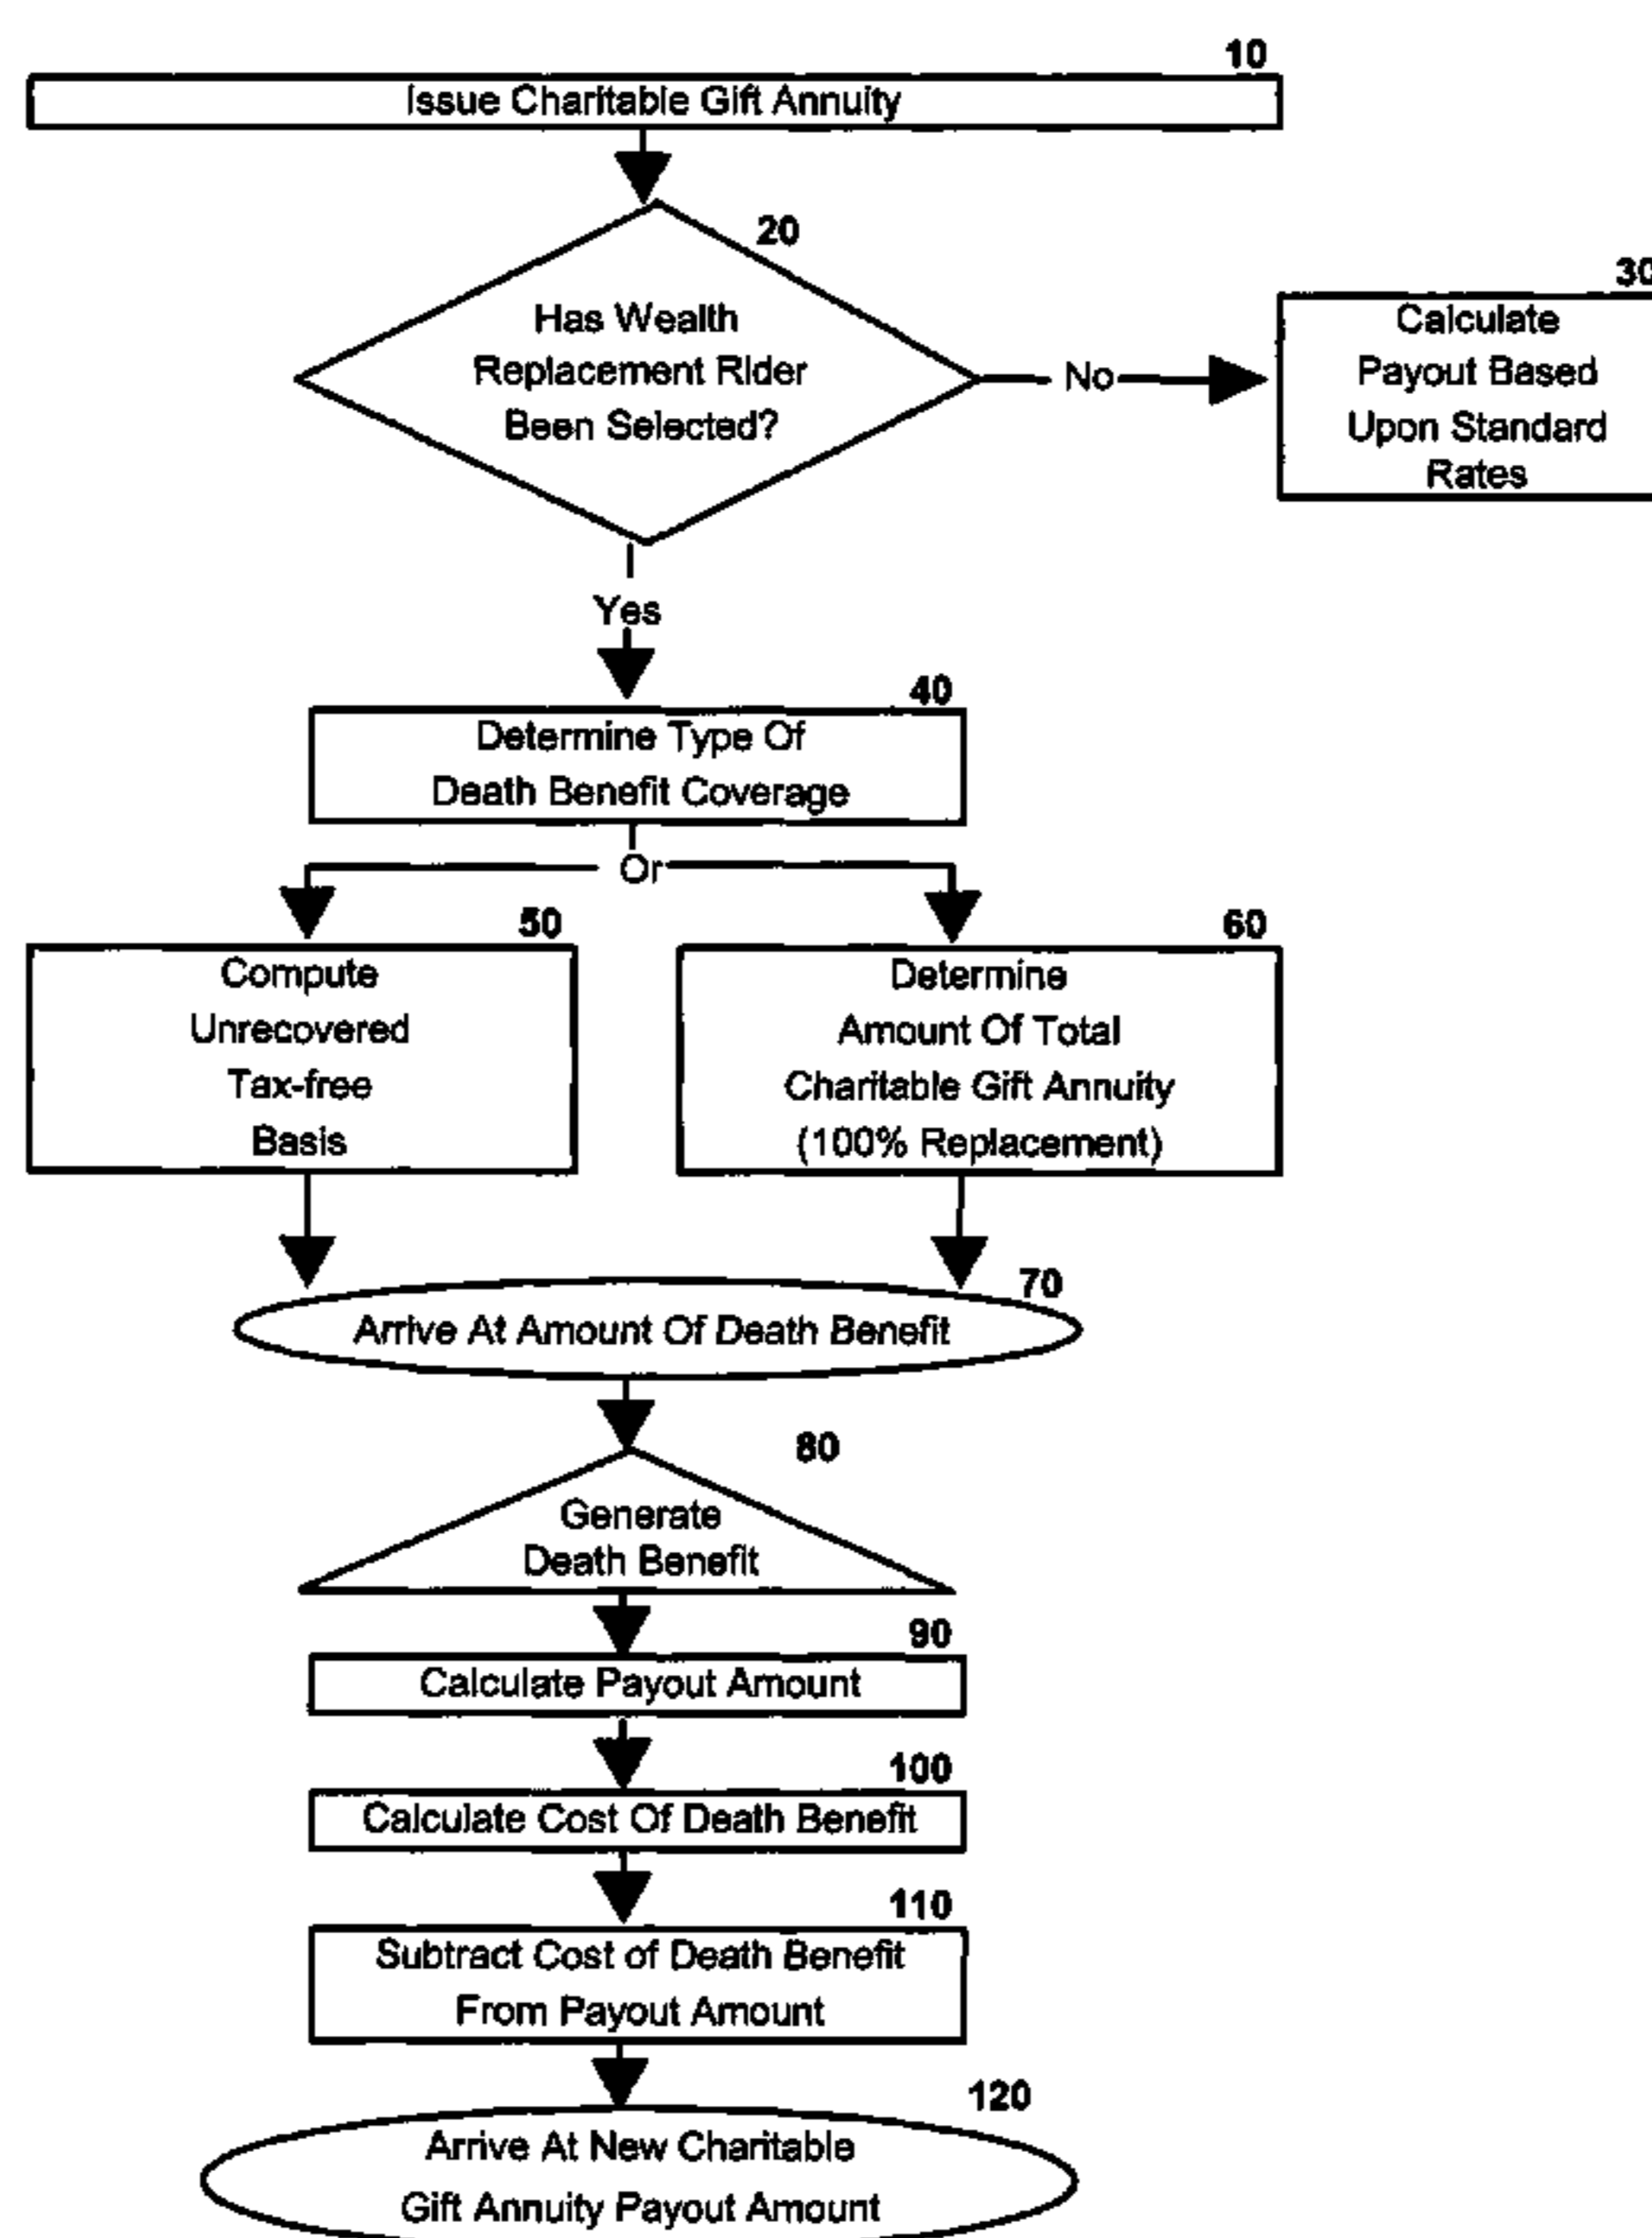 10
Issue Charitable Gift Annuity
20
Has Wealth
Replacement Rider
Been Selected?
No
30
Calculate
Payout Based
Upon Standard
Rates
Yes
40
Determine Type Of
Death Benefit Coverage
Or
50
Compute
Unrecovered
Tax-free
Basis
60
Determine
Amount Of Total
Charitable Gift Annuity
(100% Replacement)
70
Arrive At Amount Of Death Benefit
80
Generate
Death Benefit
90
Calculate Payout Amount
100
Calculate Cost Of Death Benefit
110
Subtract Cost of Death Benefit
From Payout Amount
120
Arrive At New Charitable
Gift Annuity Payout Amount